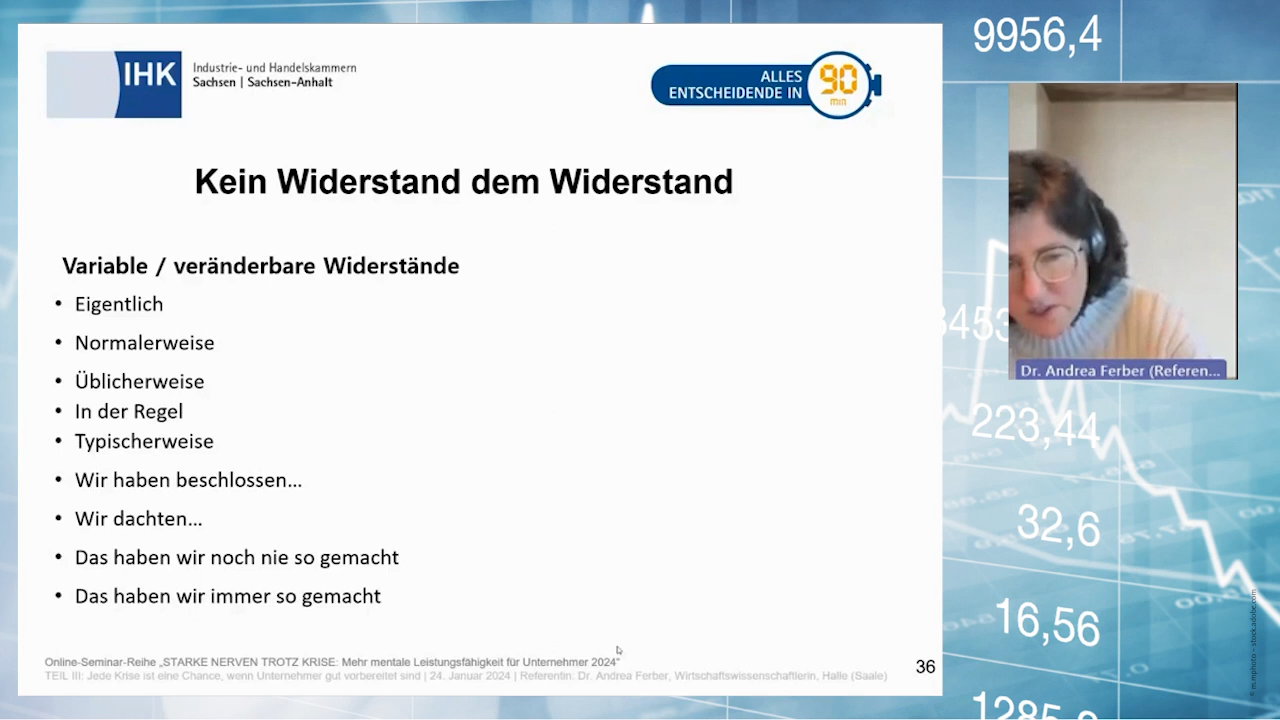 9956,4
IHK
Industrie- und Handelskammern
Sachsen | Sachsen-Anhalt
ALLES
ENTSCHEIDENDE IN
90
min
Kein Widerstand dem Widerstand
Variable / veränderbare Widerstände
• Eigentlich
• Normalerweise
• Üblicherweise
• In der Regel
• Typischerweise
• Wir haben beschlossen...
• Wir dachten...
• Das haben wir noch nie so gemacht
• Das haben wir immer so gemacht
Online-Seminar-Reihe „STARKE NERVEN TROTZ KRISE: Mehr mentale Leistungsfähigkeit für Unternehmer 2024“
TEIL III: Jede Krise ist eine Chance, wenn Unternehmer gut vorbereitet sind | 24. Januar 2024 | Referentin: Dr. Andrea Ferber, Wirtschaftswissenschaftlerin, Halle (Saale)
36
Dr. Andrea Ferber (Referen...
223,44
32,6
16,56
© m.mphoto - stock.adobe.com